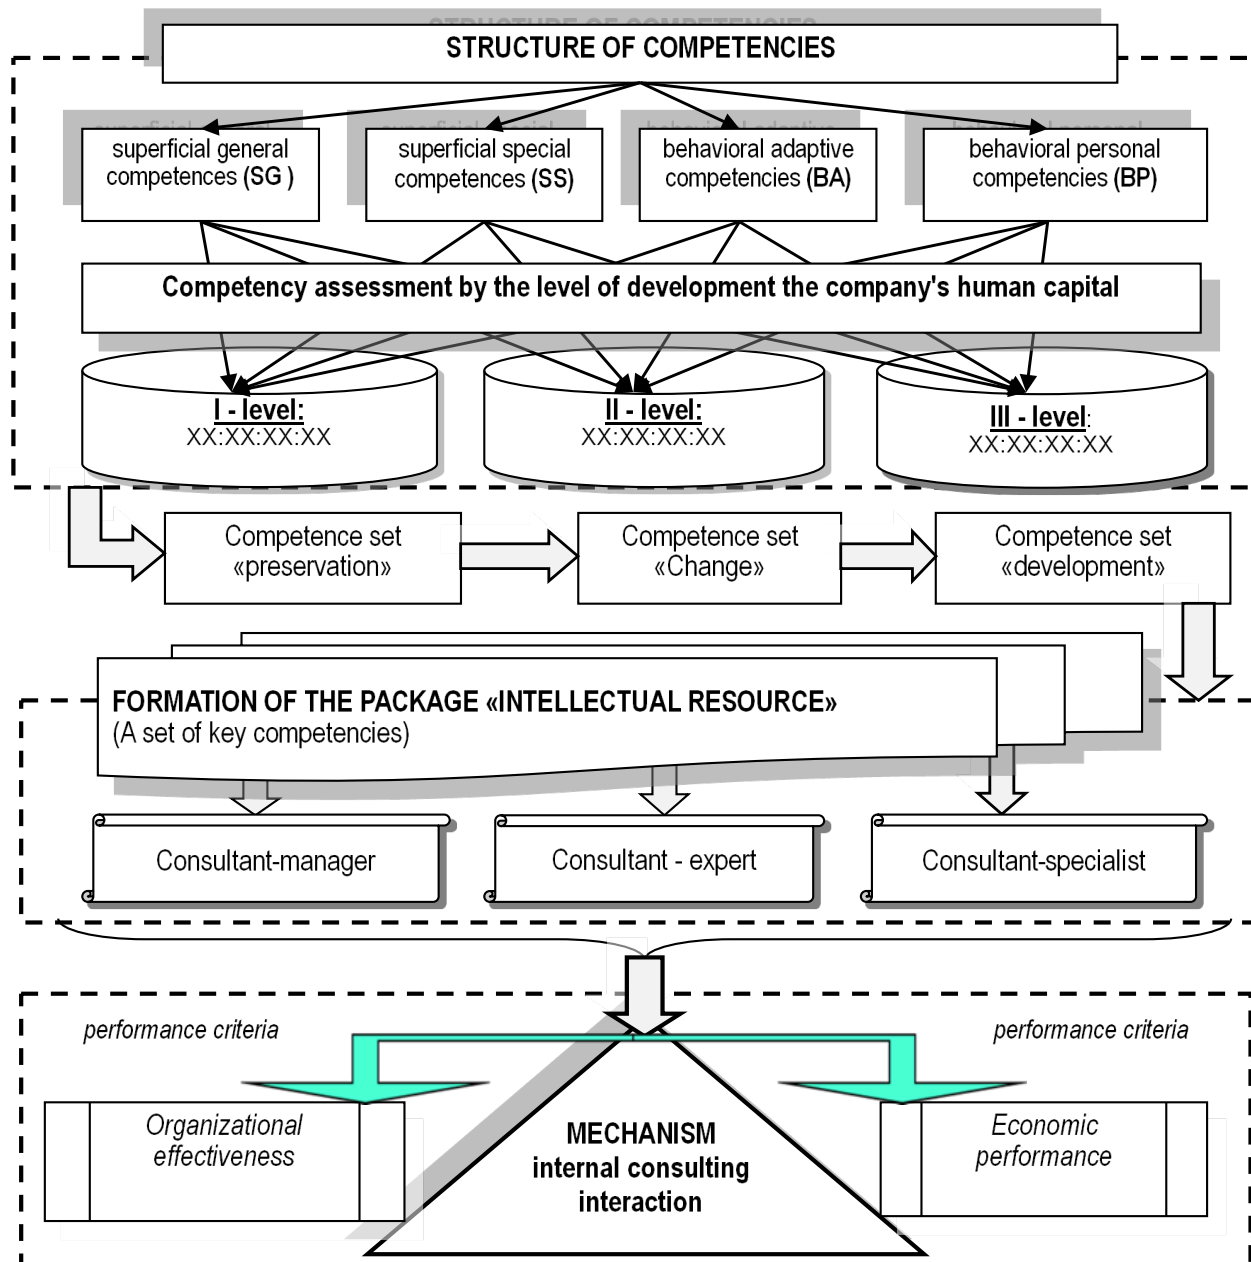 STRUCTURE OF COMPETENCIES
superficial general
competences (SG )
superficial special
competences (SS)
behavioral adaptive
competencies (BA)
behavioral personal
competencies (BP)
Competency assessment by the level of development the company's human capital
I - level:
XX:XX:XX:XX
II - level:
XX:XX:XX:XX
III - level:
XX:XX:XX:XX
Competence set
«preservation»
Competence set
«Change»
Competence set
«development»
FORMATION OF THE PACKAGE «INTELLECTUAL RESOURCE»
(A set of key competencies)
Consultant-manager
Consultant - expert
Consultant-specialist
performance criteria
performance criteria
Organizational
effectiveness
MECHANISM
internal consulting
interaction
Economic
performance